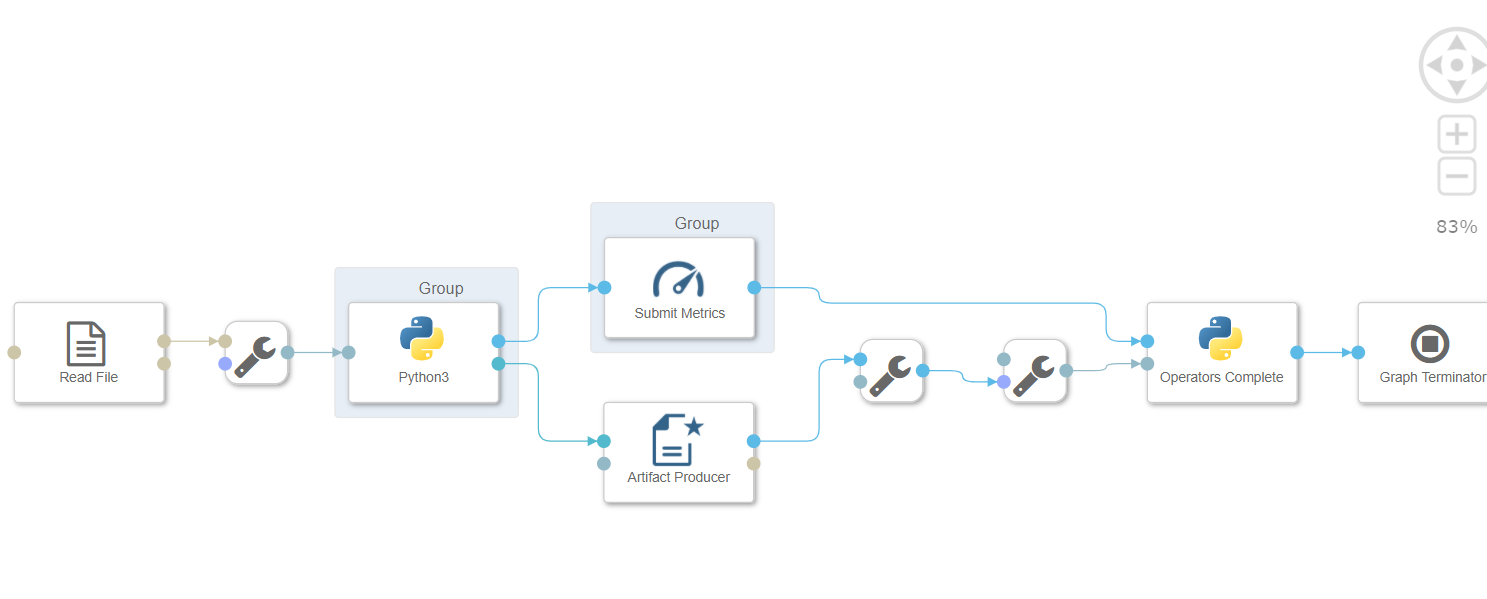 83%
Group
Submit Metrics
Group
Read File
Python3
Operators Complete
Graph Terminator
Artifact Producer